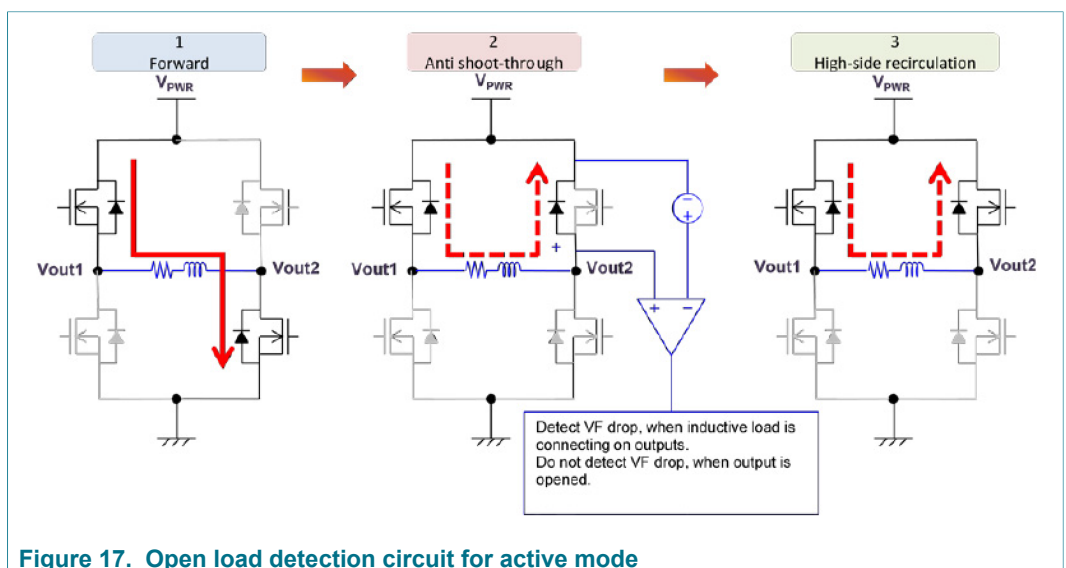 1
Forward
2
Anti shoot-through
3
High-side recirculation
VPWR
VPWR
VPWR
Vout1
Vout2
Vout1
Vout2
Vout1
Vout2
+
−
+
+
−
Detect VF drop, when inductive load is
connecting on outputs.
Do not detect VF drop, when output is
opened.
Figure 17. Open load detection circuit for active mode